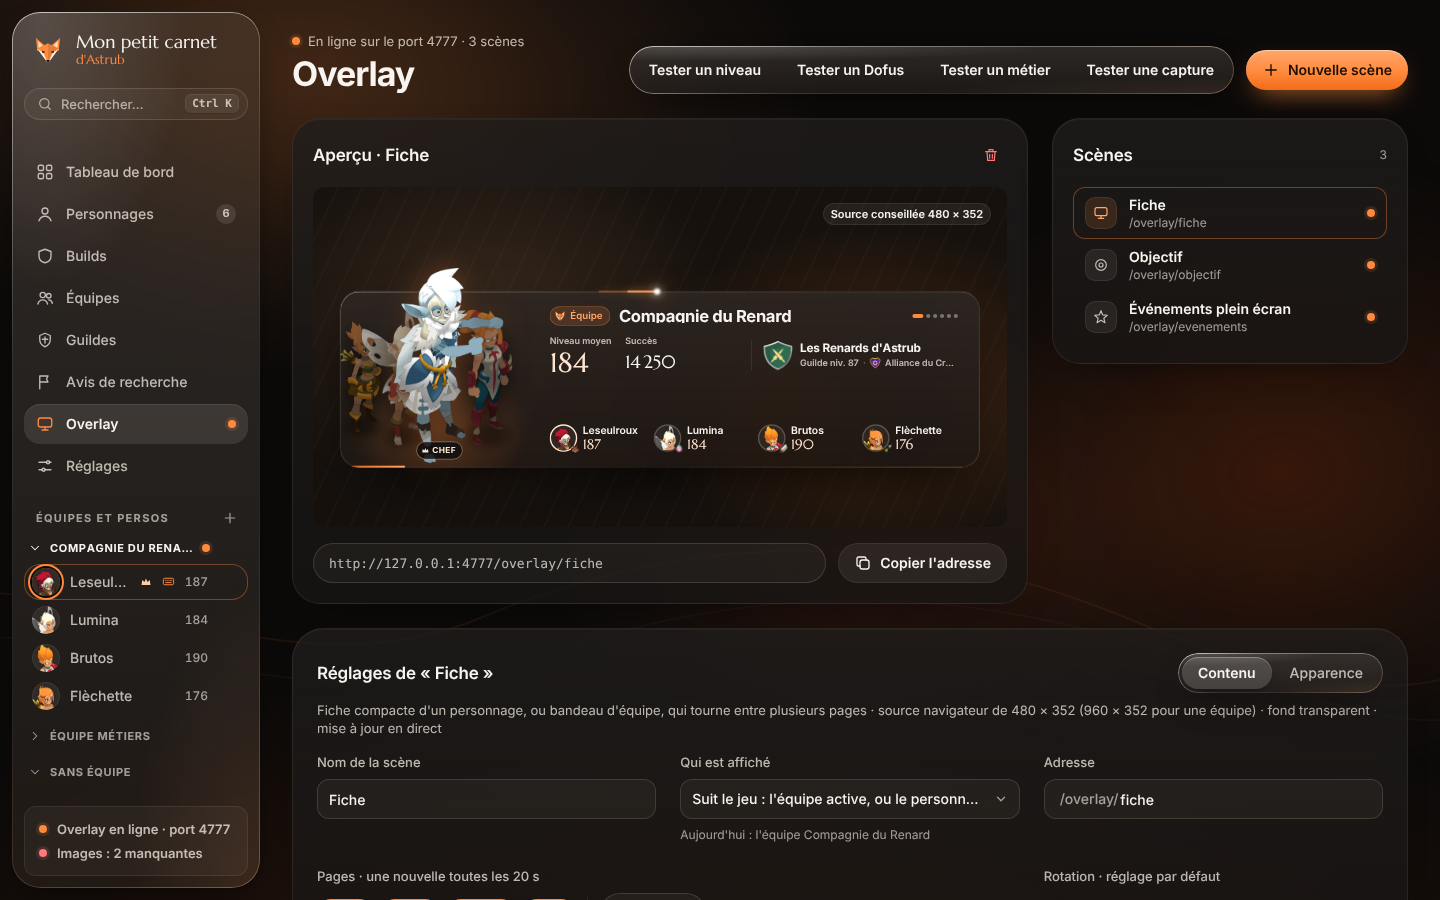 Mon petit carnet
d'Astrub
Rechercher...
Ctrl K
Tableau de bord
Personnages
6
Builds
Équipes
Guildes
Avis de recherche
Overlay
Réglages
ÉQUIPES ET PERSOS
COMPAGNIE DU RENA...
Leseul...
187
Lumina
184
Brutos
190
Flèchette
176
ÉQUIPE MÉTIERS
SANS ÉQUIPE
Overlay en ligne · port 4777
Images : 2 manquantes
En ligne sur le port 4777 · 3 scènes
Overlay
Tester un niveau
Tester un Dofus
Tester un métier
Tester une capture
Nouvelle scène
Aperçu · Fiche
Source conseillée 480 × 352
Équipe
Compagnie du Renard
Niveau moyen
184
Succès
14 250
Les Renards d'Astrub
Guilde niv. 87 · Alliance du Cr...
CHEF
Leseulroux
187
Lumina
184
Brutos
190
Flèchette
176
http://127.0.0.1:4777/overlay/fiche
Copier l'adresse
Scènes
3
Fiche
/overlay/fiche
Objectif
/overlay/objectif
Événements plein écran
/overlay/evenements
Réglages de « Fiche »
Contenu
Apparence
Fiche compacte d'un personnage, ou bandeau d'équipe, qui tourne entre plusieurs pages · source navigateur de 480 × 352 (960 × 352 pour une équipe) · fond transparent ·
mise à jour en direct
Nom de la scène
Fiche
Qui est affiché
Suit le jeu : l'équipe active, ou le personn...
Aujourd'hui : l'équipe Compagnie du Renard
Adresse
/overlay/fiche
Pages · une nouvelle toutes les 20 s
Rotation · réglage par défaut